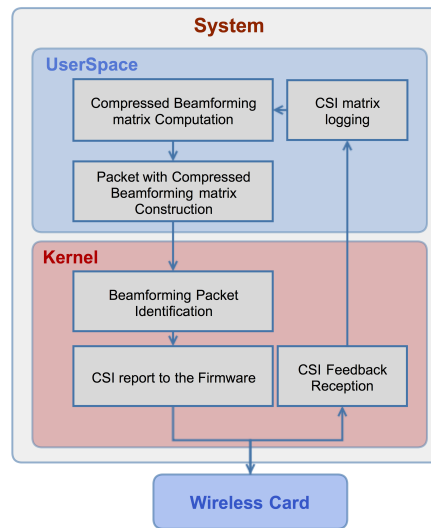 System
UserSpace
Compressed Beamforming
matrix Computation
CSI matrix
logging
Packet with Compressed
Beamforming matrix
Construction
Kernel
Beamforming Packet
Identification
CSI report to the Firmware
CSI Feedback
Reception
Wireless Card